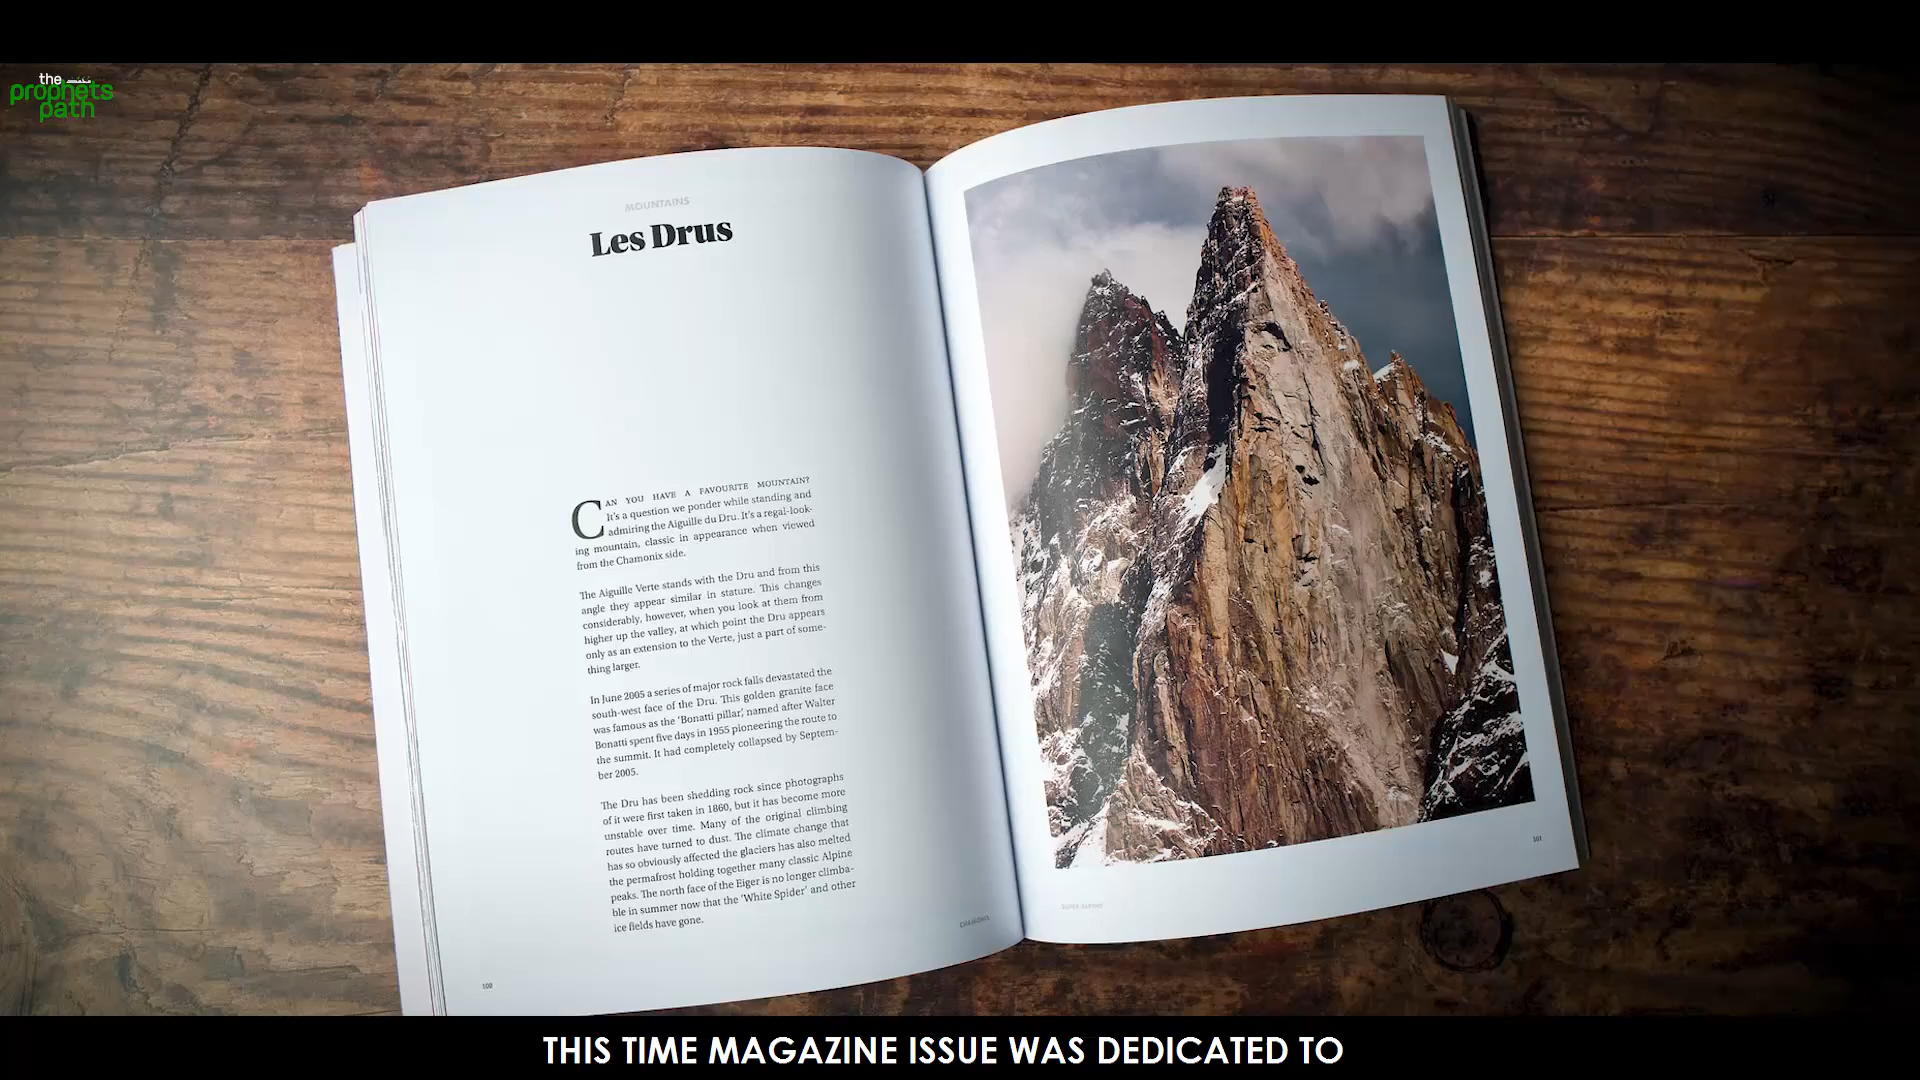 the
prophets
path
MOUNTAINS
Les Drus
CAN YOU HAVE A FAVOURITE MOUNTAIN?
It's a question we ponder while standing and
admiring the Aiguille du Dru. It's a regal-look-
ing mountain, classic in appearance when viewed
from the Chamonix side.
The Aiguille Verte stands with the Dru and from this
angle they appear similar in stature. This changes
considerably, however, when you look at them from
higher up the valley, at which point the Dru appears
only as an extension to the Verte, just a part of some-
thing larger.
In June 2005 a series of major rock falls devastated the
south-west face of the Dru. This golden granite face
was famous as the 'Bonatti pillar', named after Walter
Bonatti spent five days in 1955 pioneering the route to
the summit. It had completely collapsed by Septem-
ber 2005.
The Dru has been shedding rock since photographs
of it were first taken in 1860, but it has become more
unstable over time. Many of the original climbing
routes have turned to dust. The climate change that
has so obviously affected the glaciers has also melted
the permafrost holding together many classic Alpine
peaks. The north face of the Eiger is no longer climba-
ble in summer now that the 'White Spider' and other
ice fields have gone.
100
CHAMONIX
SUPER ALPINE
101
THIS TIME MAGAZINE ISSUE WAS DEDICATED TO